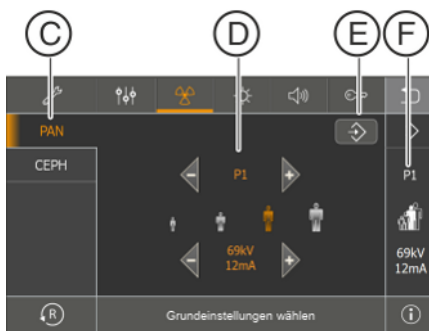 C D E F
PAN
P1
CEPH
P1
69kV
12mA
69kV
12mA
R
Grundeinstellungen wählen
i